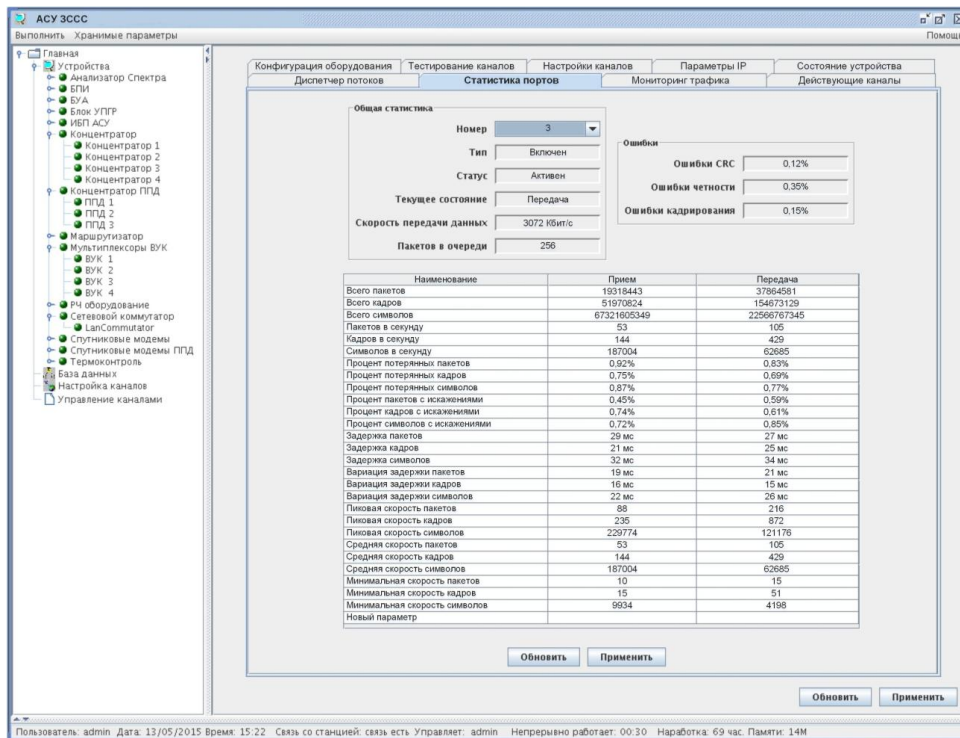 АСУ ЗССС
Выполнить Хранимые параметры Помощь
Главная
Устройства
Анализатор Спектра
БПИ
БУА
Блок УПГР
ИБП АСУ
Концентратор
Концентратор 1
Концентратор 2
Концентратор 3
Концентратор 4
Концентратор ППД
ППД 1
ППД 2
ППД 3
Маршрутизатор
Мультиплексоры ВУК
ВУК 1
ВУК 2
ВУК 3
ВУК 4
РЧ оборудование
Сетевой коммутатор
LanCommutator
Спутниковые модемы
Спутниковые модемы ППД
Термоконтроль
База данных
Настройка каналов
Управление каналами
Конфигурация оборудования Тестирование каналов Настройки каналов Параметры IP Состояние устройства
Диспетчер потоков Статистика портов Мониторинг трафика Действующие каналы
Общая статистика
Номер 3
Тип Включен
Статус Активен
Текущее состояние Передача
Скорость передачи данных 3072 Кбит/с
Пакетов в очереди 256
Ошибки
Ошибки CRC 0,12%
Ошибки четности 0,35%
Ошибки кадрирования 0,15%
Наименование Прием Передача
Всего пакетов 19318443 37864581
Всего кадров 51970824 154673129
Всего символов 67321605349 22566767345
Пакетов в секунду 53 105
Кадров в секунду 144 429
Символов в секунду 187004 62685
Процент потерянных пакетов 0,92% 0,83%
Процент потерянных кадров 0,75% 0,69%
Процент потерянных символов 0,87% 0,77%
Процент пакетов с искажениями 0,45% 0,59%
Процент кадров с искажениями 0,74% 0,61%
Процент символов с искажениями 0,72% 0,85%
Задержка пакетов 29 мс 27 мс
Задержка кадров 21 мс 25 мс
Задержка символов 32 мс 34 мс
Вариация задержки пакетов 19 мс 21 мс
Вариация задержки кадров 16 мс 15 мс
Вариация задержки символов 22 мс 26 мс
Пиковая скорость пакетов 88 216
Пиковая скорость кадров 235 872
Пиковая скорость символов 229774 121176
Средняя скорость пакетов 53 105
Средняя скорость кадров 144 429
Средняя скорость символов 187004 62685
Минимальная скорость пакетов 10 15
Минимальная скорость кадров 15 51
Минимальная скорость символов 9934 4198
Новый параметр
Обновить Применить
Обновить Применить
Пользователь: admin Дата: 13/05/2015 Время: 15:22 Связь со станцией: связь есть Управляет: admin Непрерывно работает: 00:30 Наработка: 69 час. Памяти: 14М